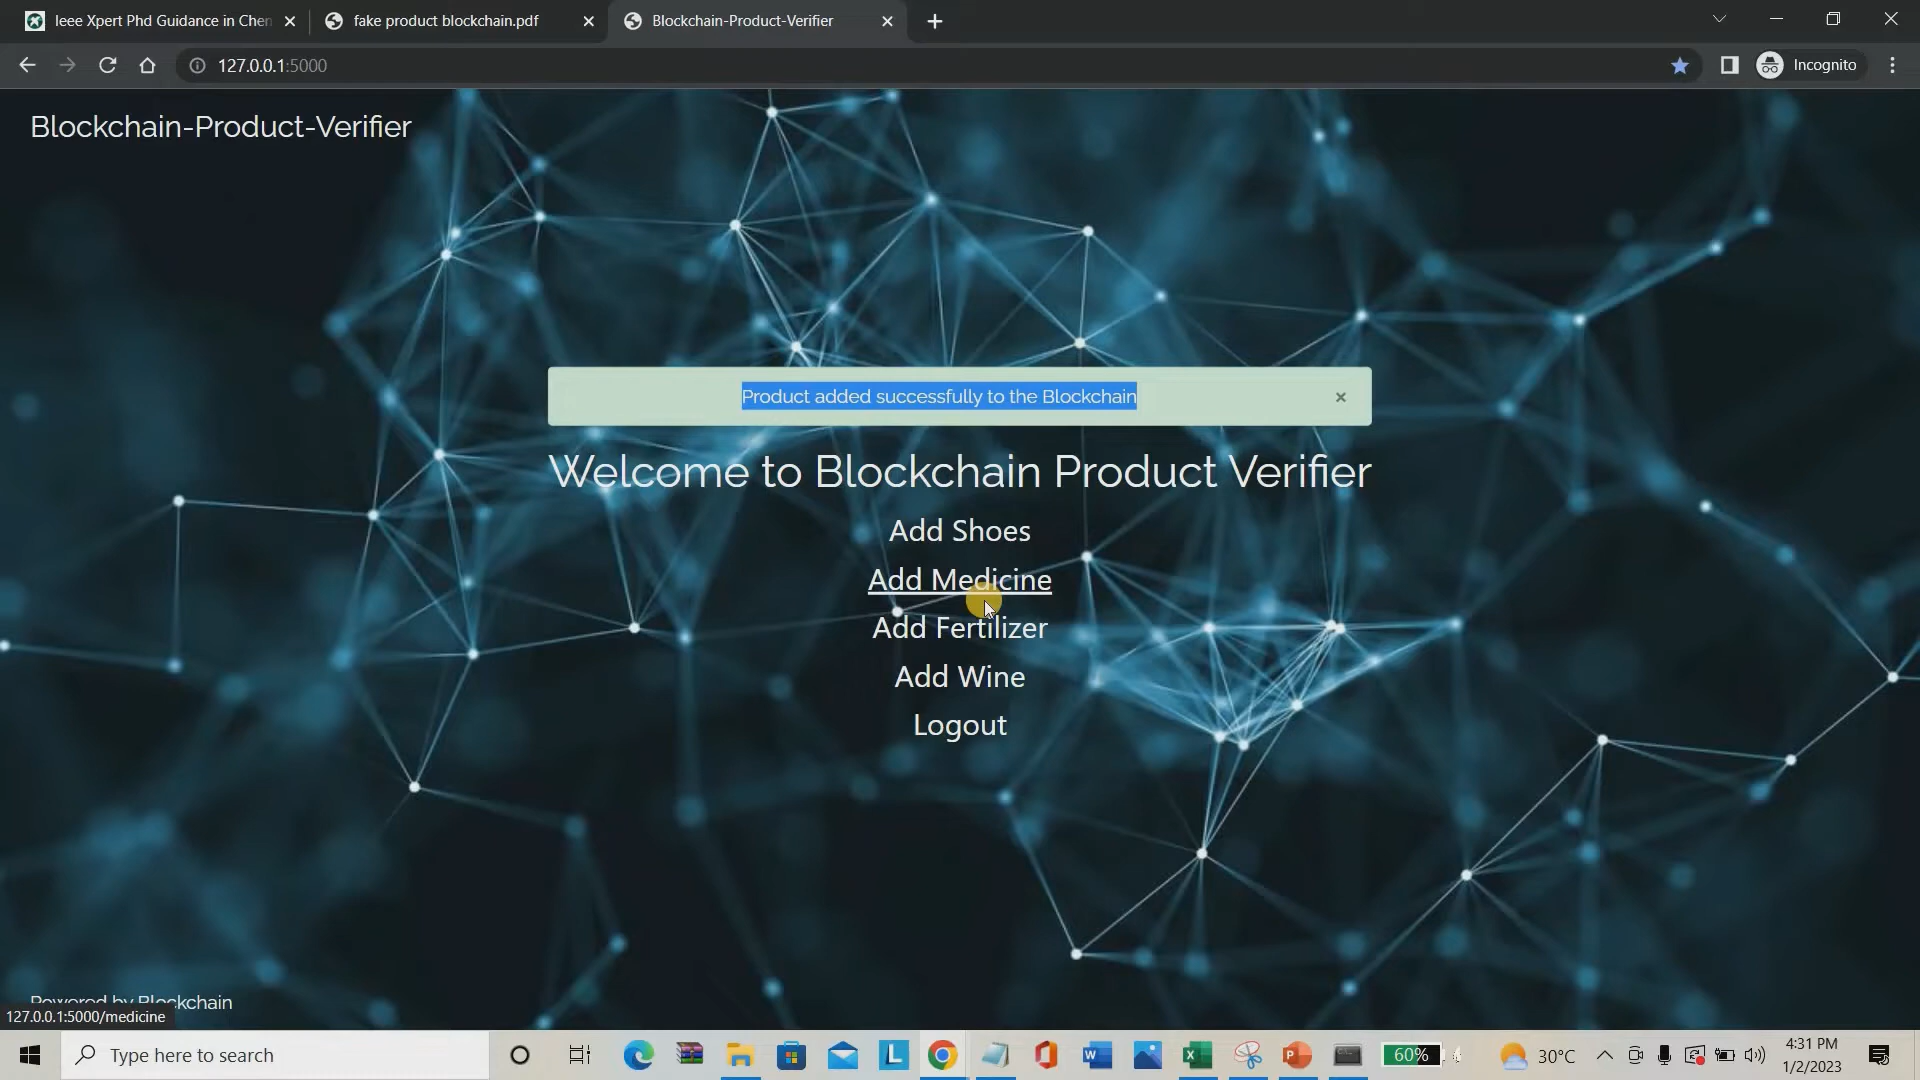 Ieee Xpert Phd Guidance in Chen
fake product blockchain.pdf
Blockchain-Product-Verifier
127.0.0.1:5000
Incognito
Blockchain-Product-Verifier
Product added successfully to the Blockchain
×
Welcome to Blockchain Product Verifier
Add Shoes
Add Medicine
Add Fertilizer
Add Wine
Logout
Powered by Blockchain
127.0.0.1:5000/medicine
Type here to search
60%
30°C
4:31 PM
1/2/2023